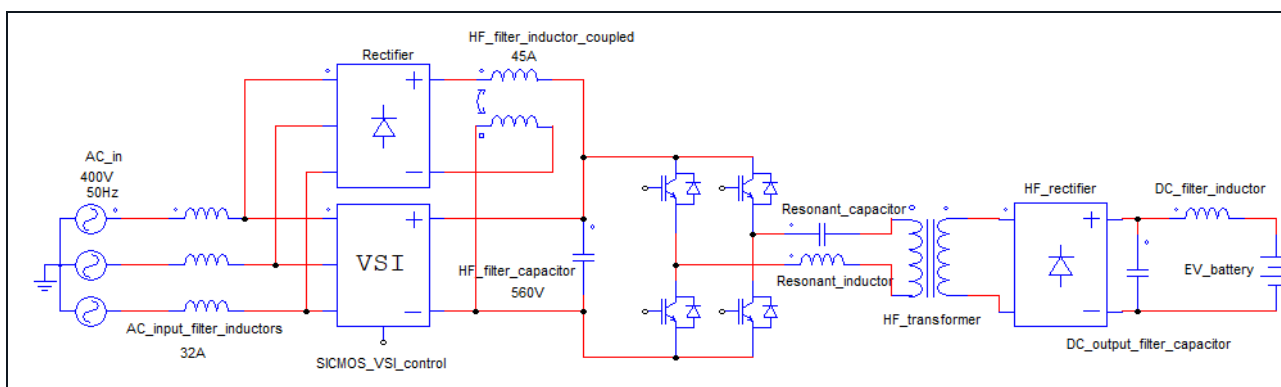 HF_filter_inductor_coupled
45A
Rectifier
AC_in
400V
50Hz
VSI
HF_filter_capacitor
560V
AC_input_filter_inductors
32A
SICMOS_VSI_control
Resonant_capacitor
Resonant_inductor
HF_transformer
HF_rectifier
DC_filter_inductor
EV_battery
DC_output_filter_capacitor